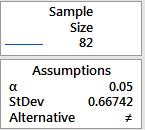 Sample
Size
82
Assumptions
α 0.05
StDev 0.66742
Alternative ≠